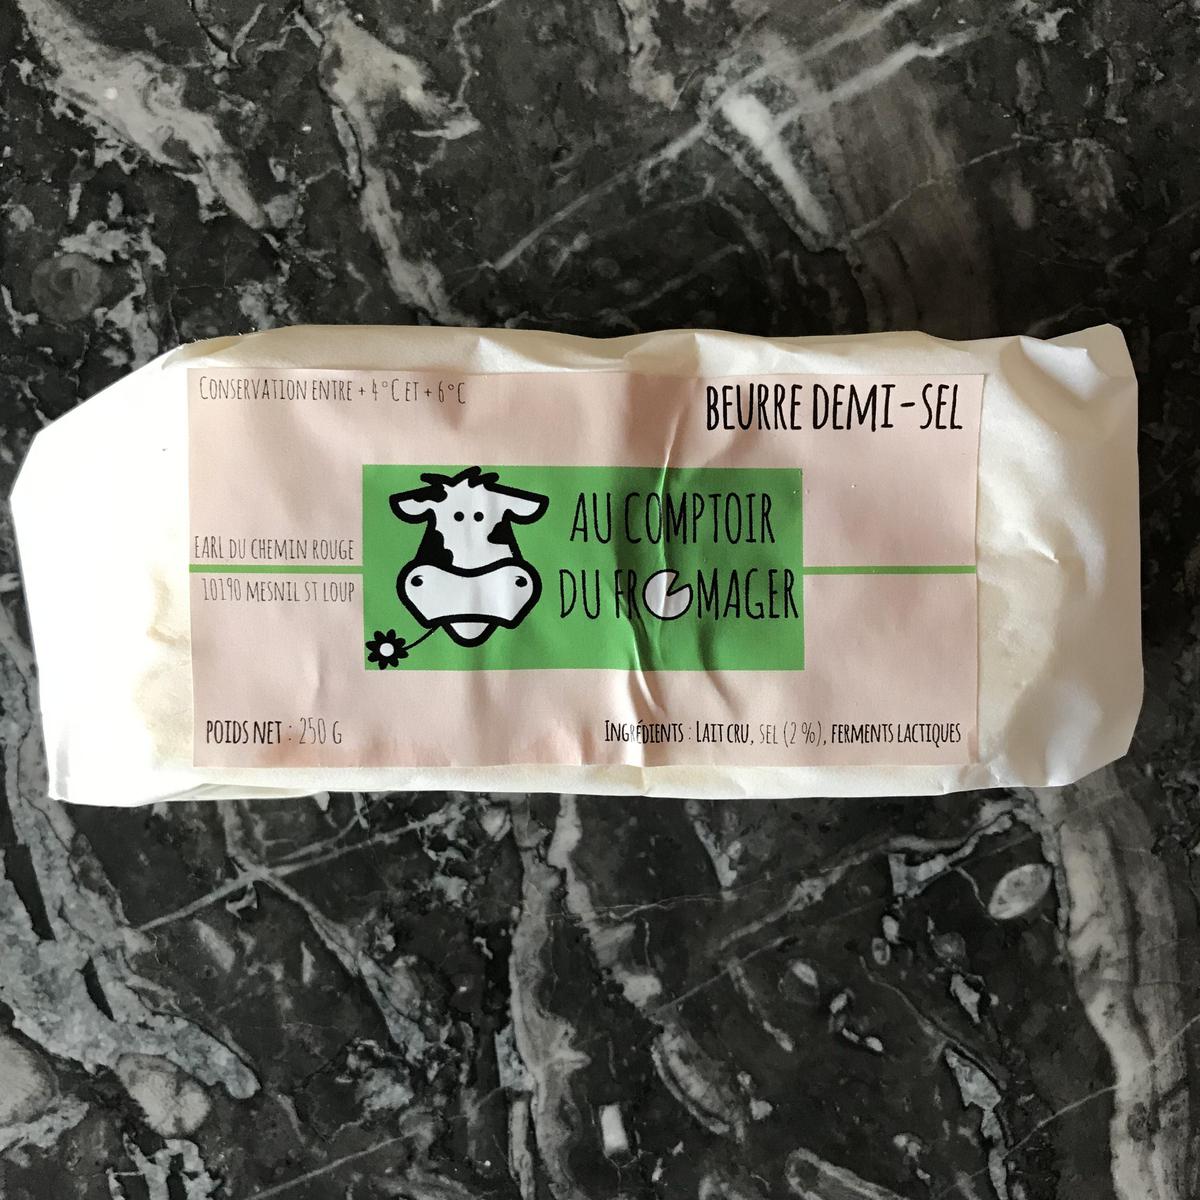 Conservation entre + 4°C et + 6°C
BEURRE DEMI-SEL
AU COMPTOIR
DU FROMAGER
EARL DU CHEMIN ROUGE
10190 MESNIL ST LOUP
POIDS NET : 250 G
Ingrédients : Lait cru, sel (2 %), ferments lactiques